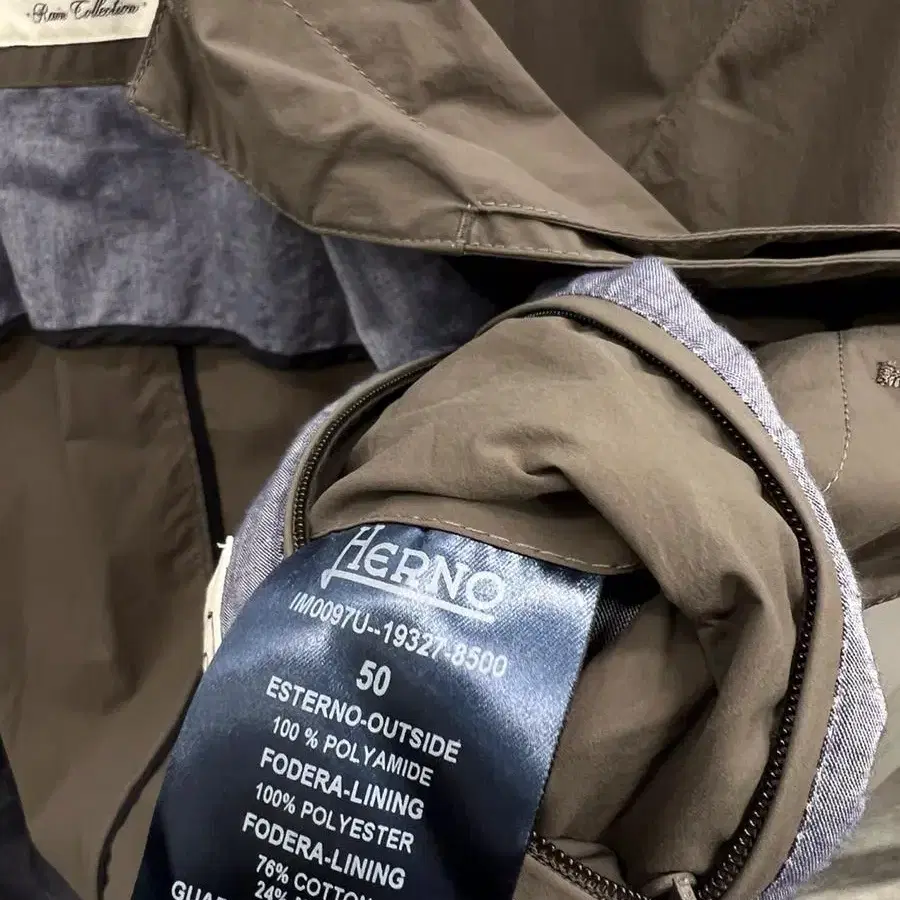 Rain Collection
HERNO
IM0097U--19327-8500
50
ESTERNO-OUTSIDE
100 % POLYAMIDE
FODERA-LINING
100% POLYESTER
FODERA-LINING
76% COTTON
24%